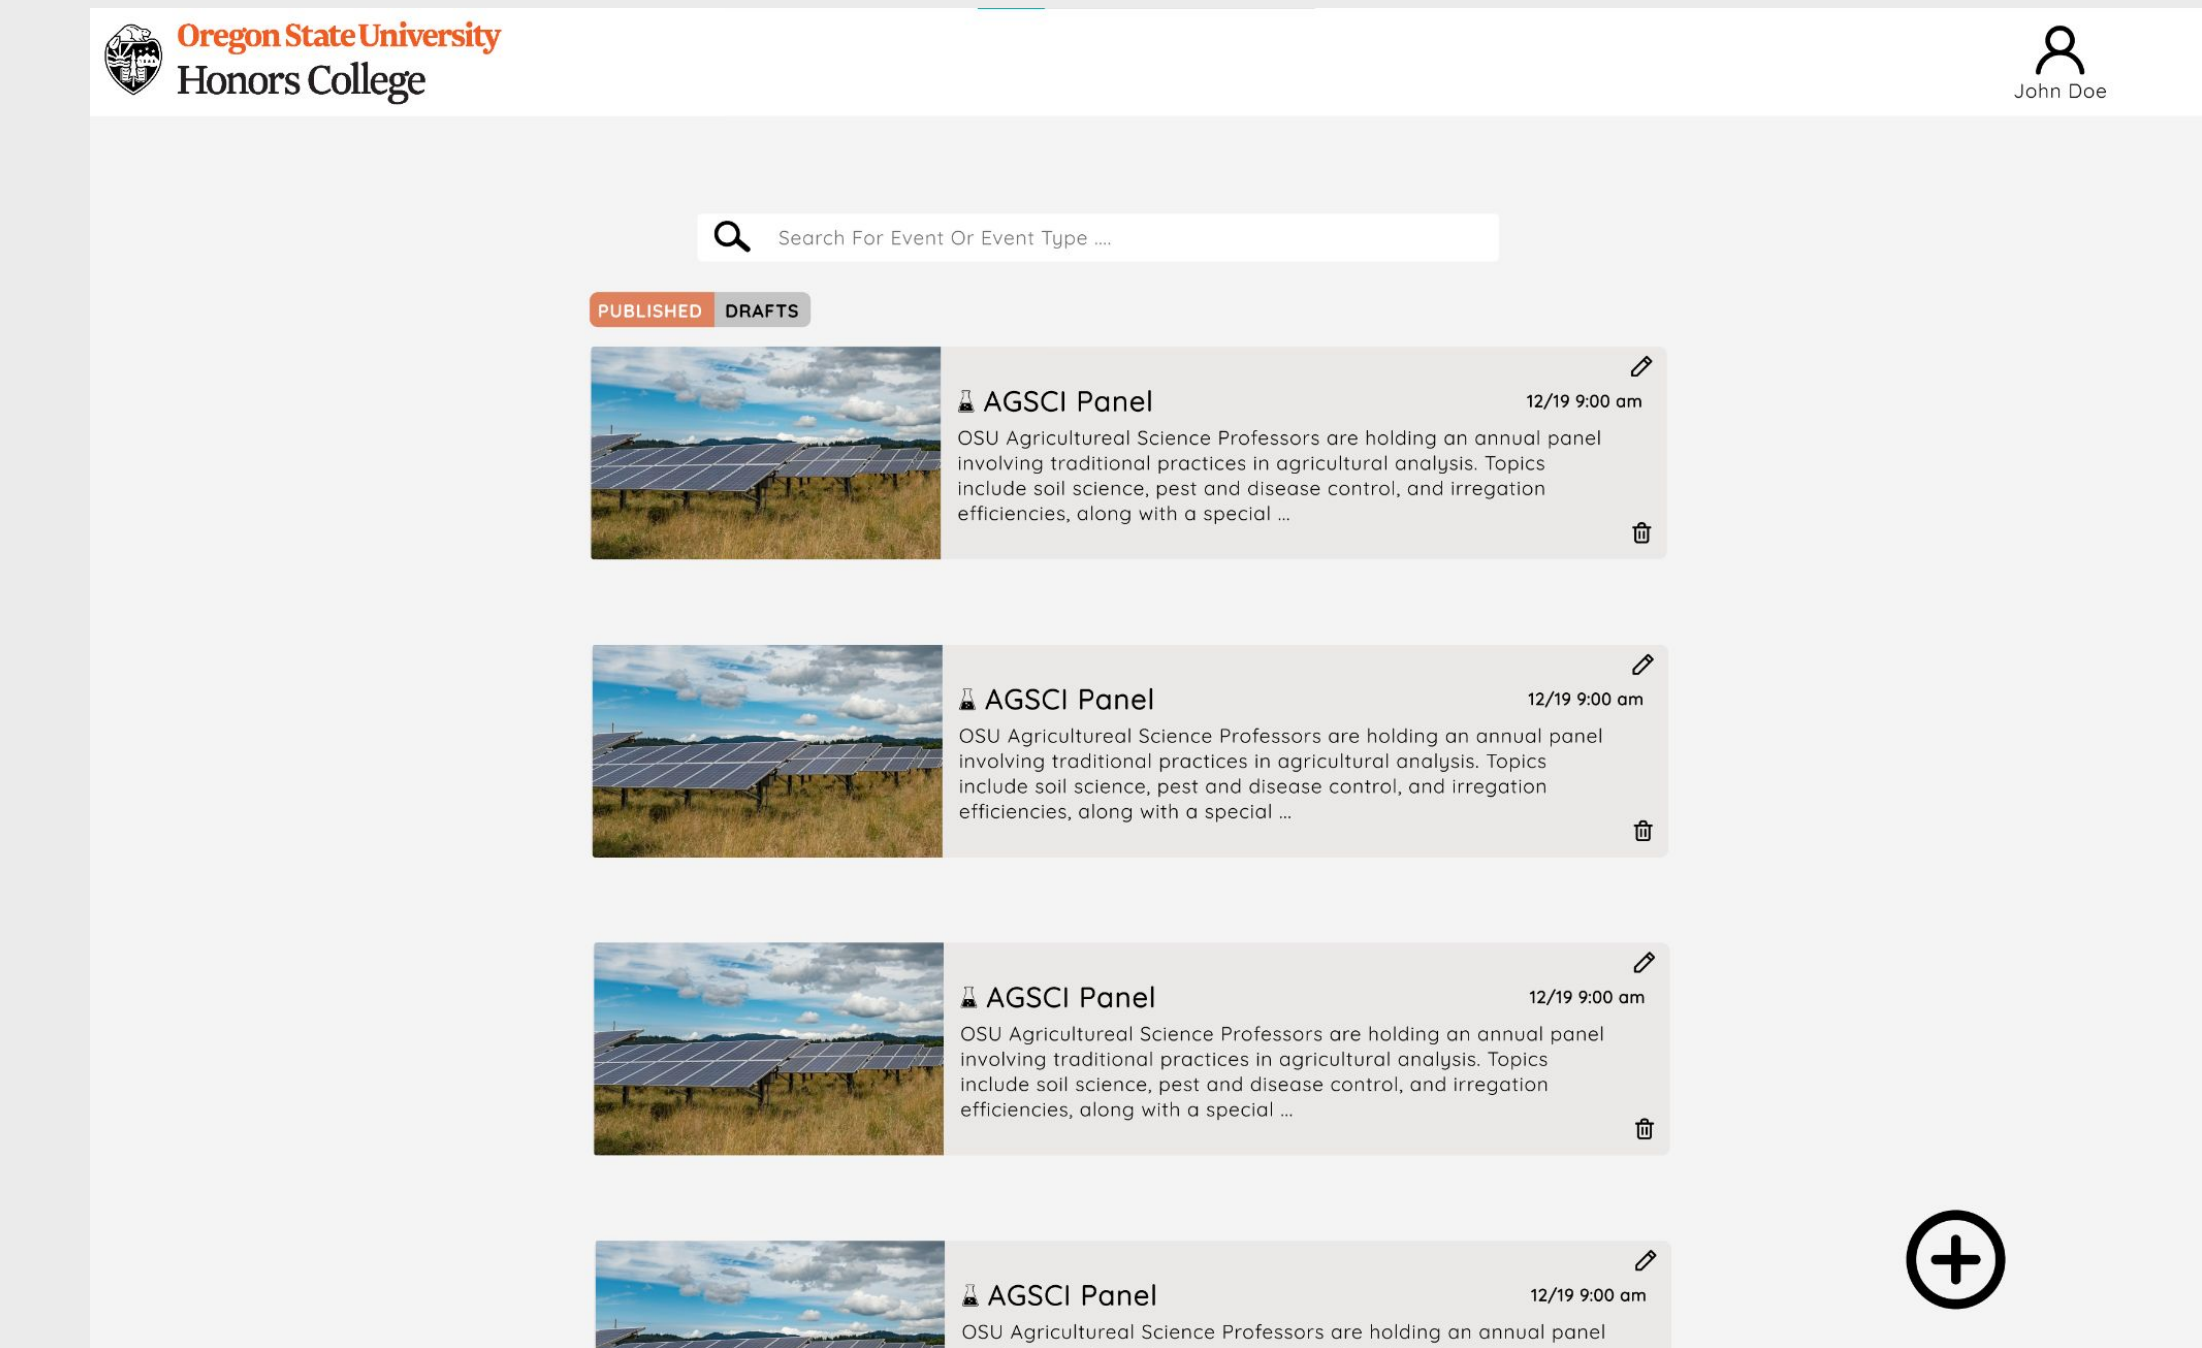 Oregon State University
Honors College
John Doe
Search For Event Or Event Type ....
PUBLISHED DRAFTS
AGSCI Panel
12/19 9:00 am
OSU Agricultureal Science Professors are holding an annual panel
involving traditional practices in agricultural analysis. Topics
include soil science, pest and disease control, and irregation
efficiencies, along with a special ...
AGSCI Panel
12/19 9:00 am
OSU Agricultureal Science Professors are holding an annual panel
involving traditional practices in agricultural analysis. Topics
include soil science, pest and disease control, and irregation
efficiencies, along with a special ...
AGSCI Panel
12/19 9:00 am
OSU Agricultureal Science Professors are holding an annual panel
involving traditional practices in agricultural analysis. Topics
include soil science, pest and disease control, and irregation
efficiencies, along with a special ...
AGSCI Panel
12/19 9:00 am
OSU Agricultureal Science Professors are holding an annual panel